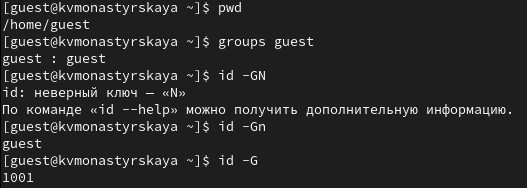 [guest@kvmonastyrskaya ~]$ pwd
/home/guest
[guest@kvmonastyrskaya ~]$ groups guest
guest : guest
[guest@kvmonastyrskaya ~]$ id -GN
id: неверный ключ — «N»
По команде «id --help» можно получить дополнительную информацию.
[guest@kvmonastyrskaya ~]$ id -Gn
guest
[guest@kvmonastyrskaya ~]$ id -G
1001